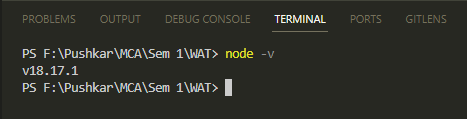 PROBLEMS OUTPUT DEBUG CONSOLE TERMINAL PORTS GITLENS
PS F:\Pushkar\MCA\Sem 1\WAT> node -v
v18.17.1
PS F:\Pushkar\MCA\Sem 1\WAT>